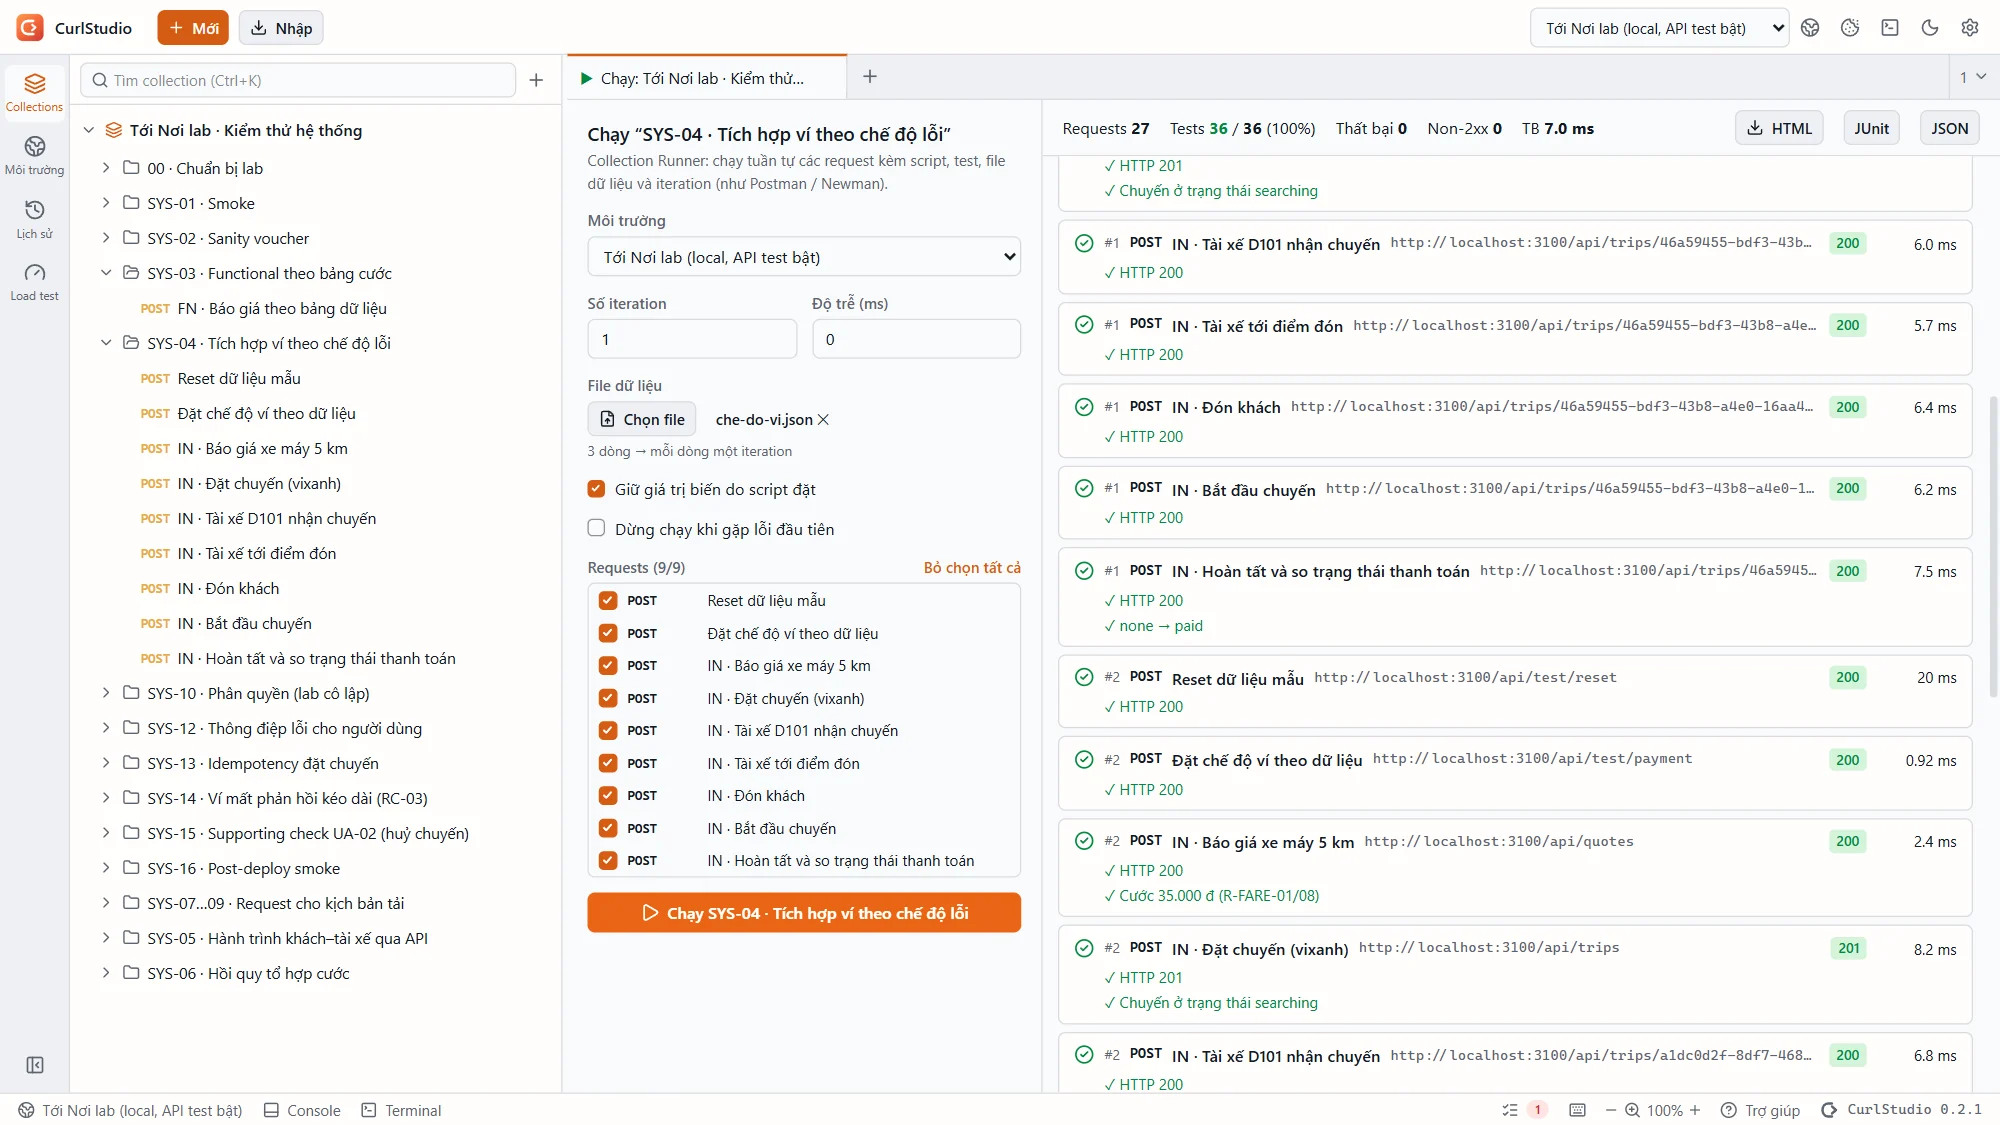 CurlStudio
Mới
Nhập
Tới Nơi lab (local, API test bật)
Collections
Môi trường
Lịch sử
Load test
Tìm collection (Ctrl+K)
Tới Nơi lab · Kiểm thử hệ thống
00 · Chuẩn bị lab
SYS-01 · Smoke
SYS-02 · Sanity voucher
SYS-03 · Functional theo bảng cước
POST FN · Báo giá theo bảng dữ liệu
SYS-04 · Tích hợp ví theo chế độ lỗi
POST Reset dữ liệu mẫu
POST Đặt chế độ ví theo dữ liệu
POST IN · Báo giá xe máy 5 km
POST IN · Đặt chuyến (vixanh)
POST IN · Tài xế D101 nhận chuyến
POST IN · Tài xế tới điểm đón
POST IN · Đón khách
POST IN · Bắt đầu chuyến
POST IN · Hoàn tất và so trạng thái thanh toán
SYS-10 · Phân quyền (lab cô lập)
SYS-12 · Thông điệp lỗi cho người dùng
SYS-13 · Idempotency đặt chuyến
SYS-14 · Ví mất phản hồi kéo dài (RC-03)
SYS-15 · Supporting check UA-02 (huỷ chuyến)
SYS-16 · Post-deploy smoke
SYS-07...09 · Request cho kịch bản tải
SYS-05 · Hành trình khách–tài xế qua API
SYS-06 · Hồi quy tổ hợp cước
Chạy: Tới Nơi lab · Kiểm thử...
1
Chạy “SYS-04 · Tích hợp ví theo chế độ lỗi”
Collection Runner: chạy tuần tự các request kèm script, test, file
dữ liệu và iteration (như Postman / Newman).
Môi trường
Tới Nơi lab (local, API test bật)
Số iteration
Độ trễ (ms)
1
0
File dữ liệu
Chọn file
che-do-vi.json
3 dòng → mỗi dòng một iteration
Giữ giá trị biến do script đặt
Dừng chạy khi gặp lỗi đầu tiên
Requests (9/9)
Bỏ chọn tất cả
POST Reset dữ liệu mẫu
POST Đặt chế độ ví theo dữ liệu
POST IN · Báo giá xe máy 5 km
POST IN · Đặt chuyến (vixanh)
POST IN · Tài xế D101 nhận chuyến
POST IN · Tài xế tới điểm đón
POST IN · Đón khách
POST IN · Bắt đầu chuyến
POST IN · Hoàn tất và so trạng thái thanh toán
Chạy SYS-04 · Tích hợp ví theo chế độ lỗi
Requests 27 Tests 36 / 36 (100%) Thất bại 0 Non-2xx 0 TB 7.0 ms
HTML
JUnit
JSON
✓ HTTP 201
✓ Chuyến ở trạng thái searching
#1 POST IN · Tài xế D101 nhận chuyến http://localhost:3100/api/trips/46a59455-bdf3-43b... 200 6.0 ms
✓ HTTP 200
#1 POST IN · Tài xế tới điểm đón http://localhost:3100/api/trips/46a59455-bdf3-43b8-a4e... 200 5.7 ms
✓ HTTP 200
#1 POST IN · Đón khách http://localhost:3100/api/trips/46a59455-bdf3-43b8-a4e0-16aa4... 200 6.4 ms
✓ HTTP 200
#1 POST IN · Bắt đầu chuyến http://localhost:3100/api/trips/46a59455-bdf3-43b8-a4e0-1... 200 6.2 ms
✓ HTTP 200
#1 POST IN · Hoàn tất và so trạng thái thanh toán http://localhost:3100/api/trips/46a5945... 200 7.5 ms
✓ HTTP 200
✓ none → paid
#2 POST Reset dữ liệu mẫu http://localhost:3100/api/test/reset 200 20 ms
✓ HTTP 200
#2 POST Đặt chế độ ví theo dữ liệu http://localhost:3100/api/test/payment 200 0.92 ms
✓ HTTP 200
#2 POST IN · Báo giá xe máy 5 km http://localhost:3100/api/quotes 200 2.4 ms
✓ HTTP 200
✓ Cước 35.000 đ (R-FARE-01/08)
#2 POST IN · Đặt chuyến (vixanh) http://localhost:3100/api/trips 201 8.2 ms
✓ HTTP 201
✓ Chuyến ở trạng thái searching
#2 POST IN · Tài xế D101 nhận chuyến http://localhost:3100/api/trips/a1dc0d2f-8df7-468... 200 6.8 ms
✓ HTTP 200
Tới Nơi lab (local, API test bật)
Console
Terminal
1
100%
Trợ giúp
CurlStudio 0.2.1